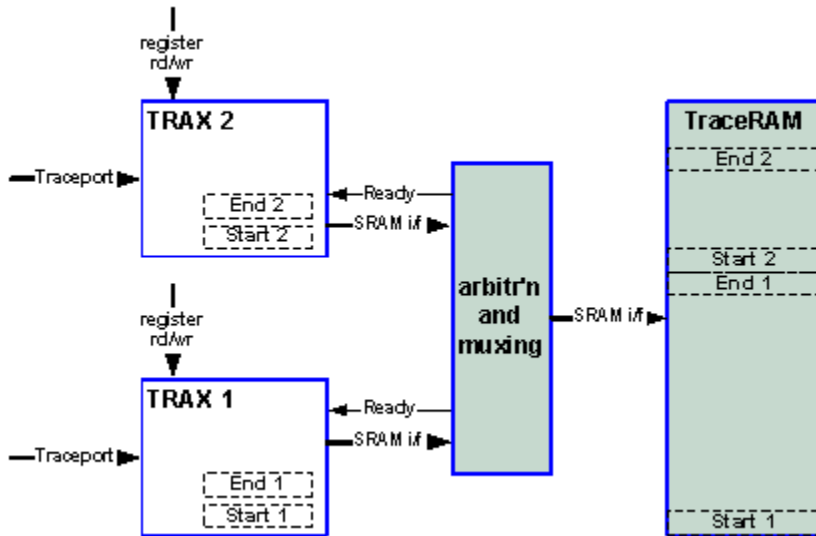 register
rd/wr
TRAX 2
TraceRAM
End 2
Traceport
Ready
End 2
SRAM i/f
Start 2
Start 2
End 1
arbitr'n
and
muxing
SRAM i/f
register
rd/wr
TRAX 1
Ready
SRAM i/f
Traceport
End 1
Start 1
Start 1